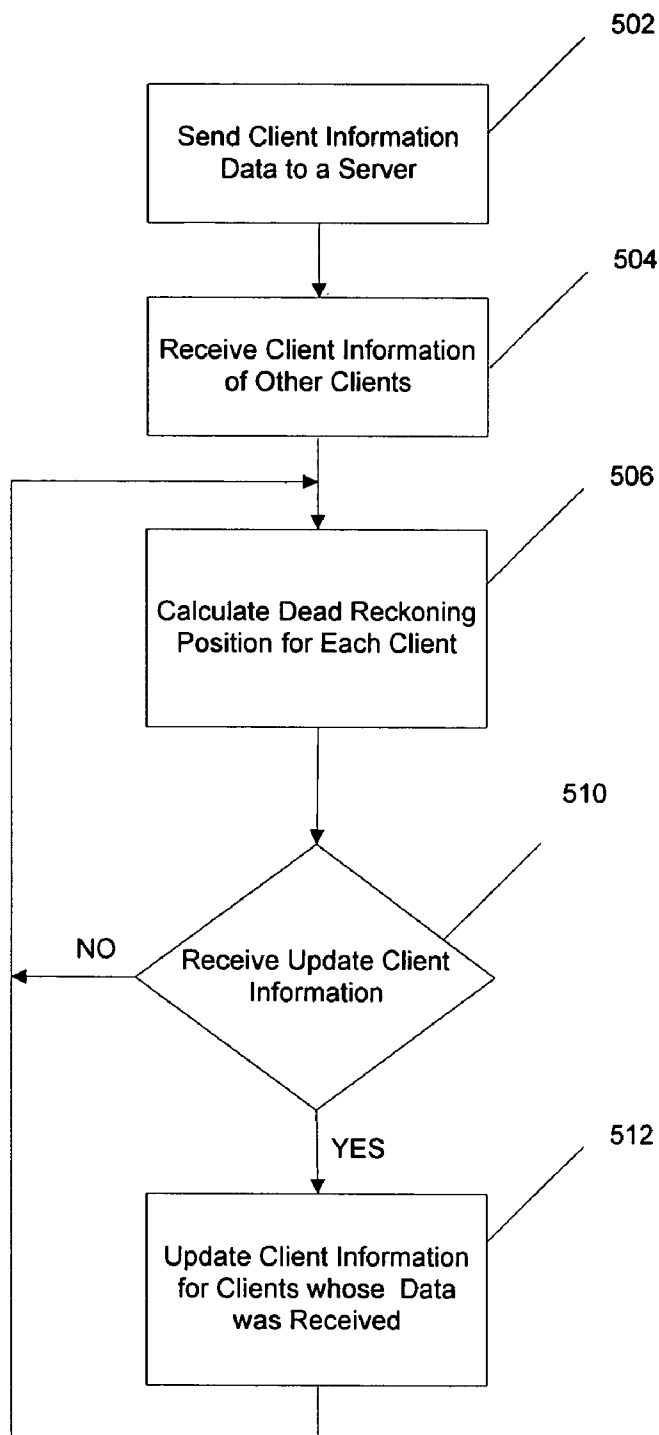 502
Send Client Information
Data to a Server
504
Receive Client Information
of Other Clients
506
Calculate Dead Reckoning
Position for Each Client
510
NO
Receive Update Client
Information
YES
512
Update Client Information
for Clients whose Data
was Received